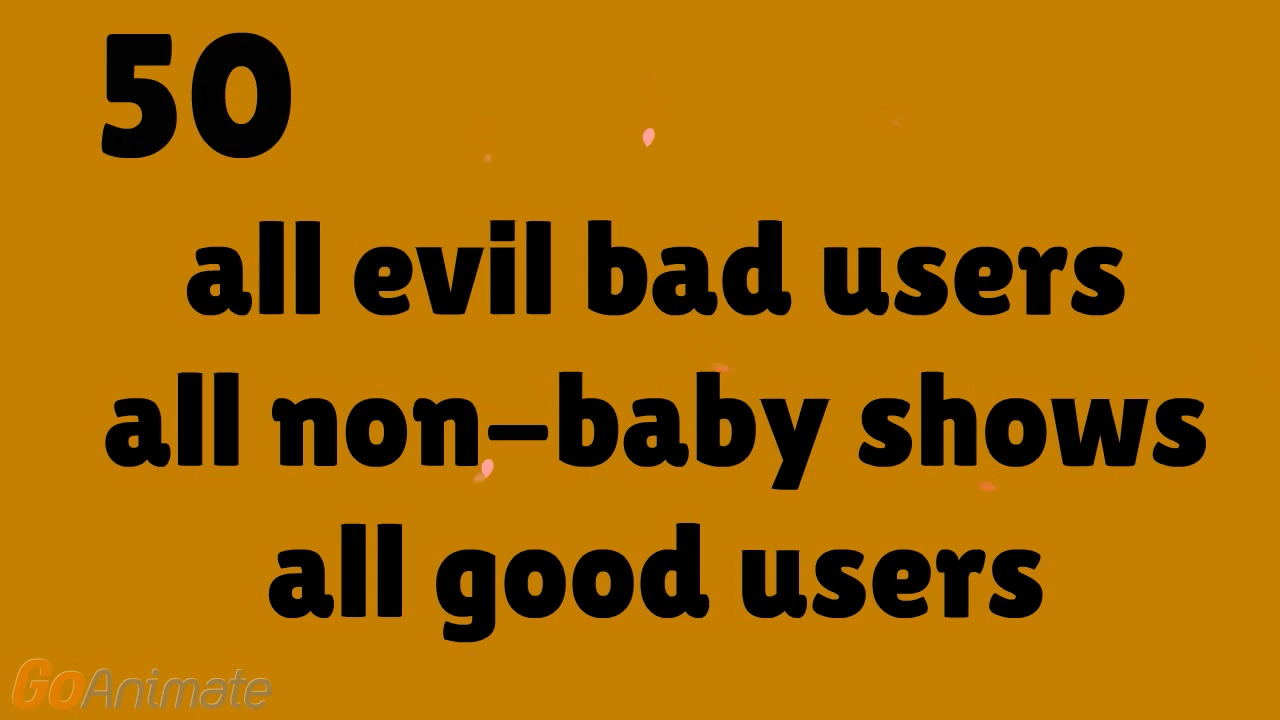 50
all evil bad users
all non-baby shows
all good users
GoAnimate